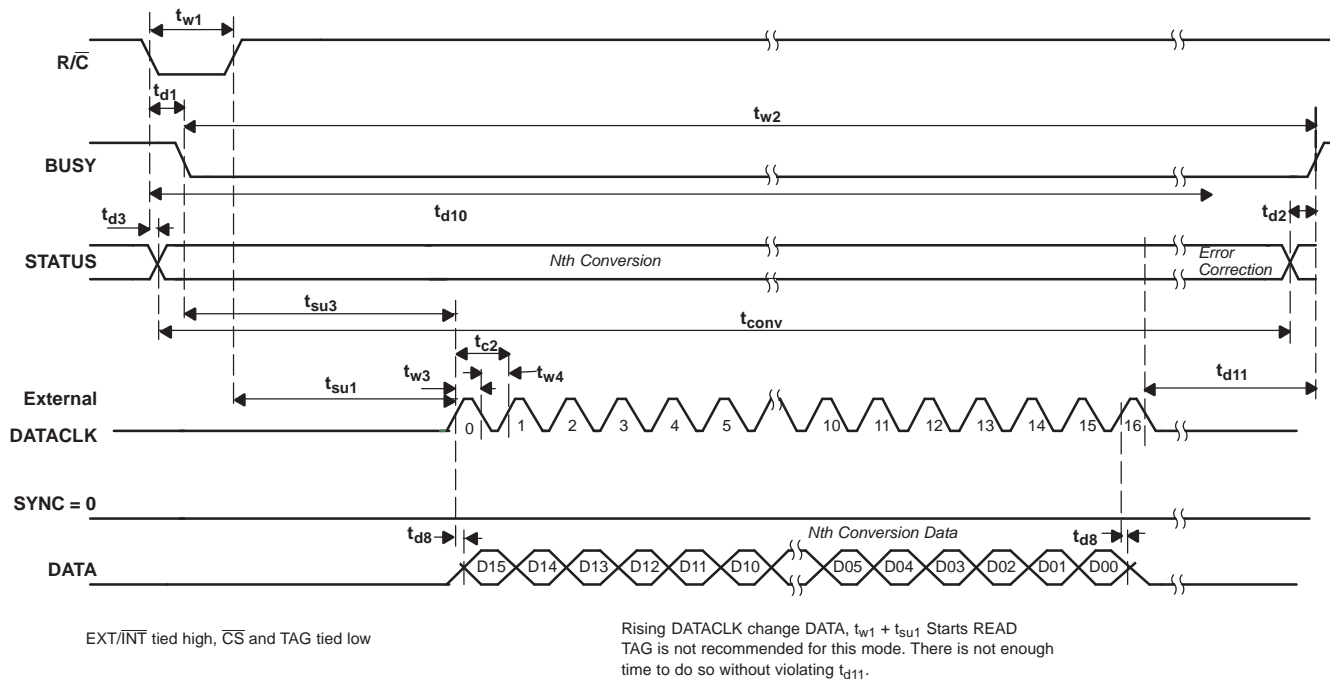 tw1
R/C
td1
tw2
BUSY
td3
td10
td2
STATUS
Nth Conversion
Error
Correction
tsu3
tconv
tc2
tw3
tw4
tsu1
td11
External
DATACLK
0 1 2 3 4 5 10 11 12 13 14 15 16
SYNC = 0
td8
Nth Conversion Data
td8
DATA
D15 D14 D13 D12 D11 D10 D05 D04 D03 D02 D01 D00
EXT/INT tied high, CS and TAG tied low
Rising DATACLK change DATA, tw1 + tsu1 Starts READ
TAG is not recommended for this mode. There is not enough
time to do so without violating td11.